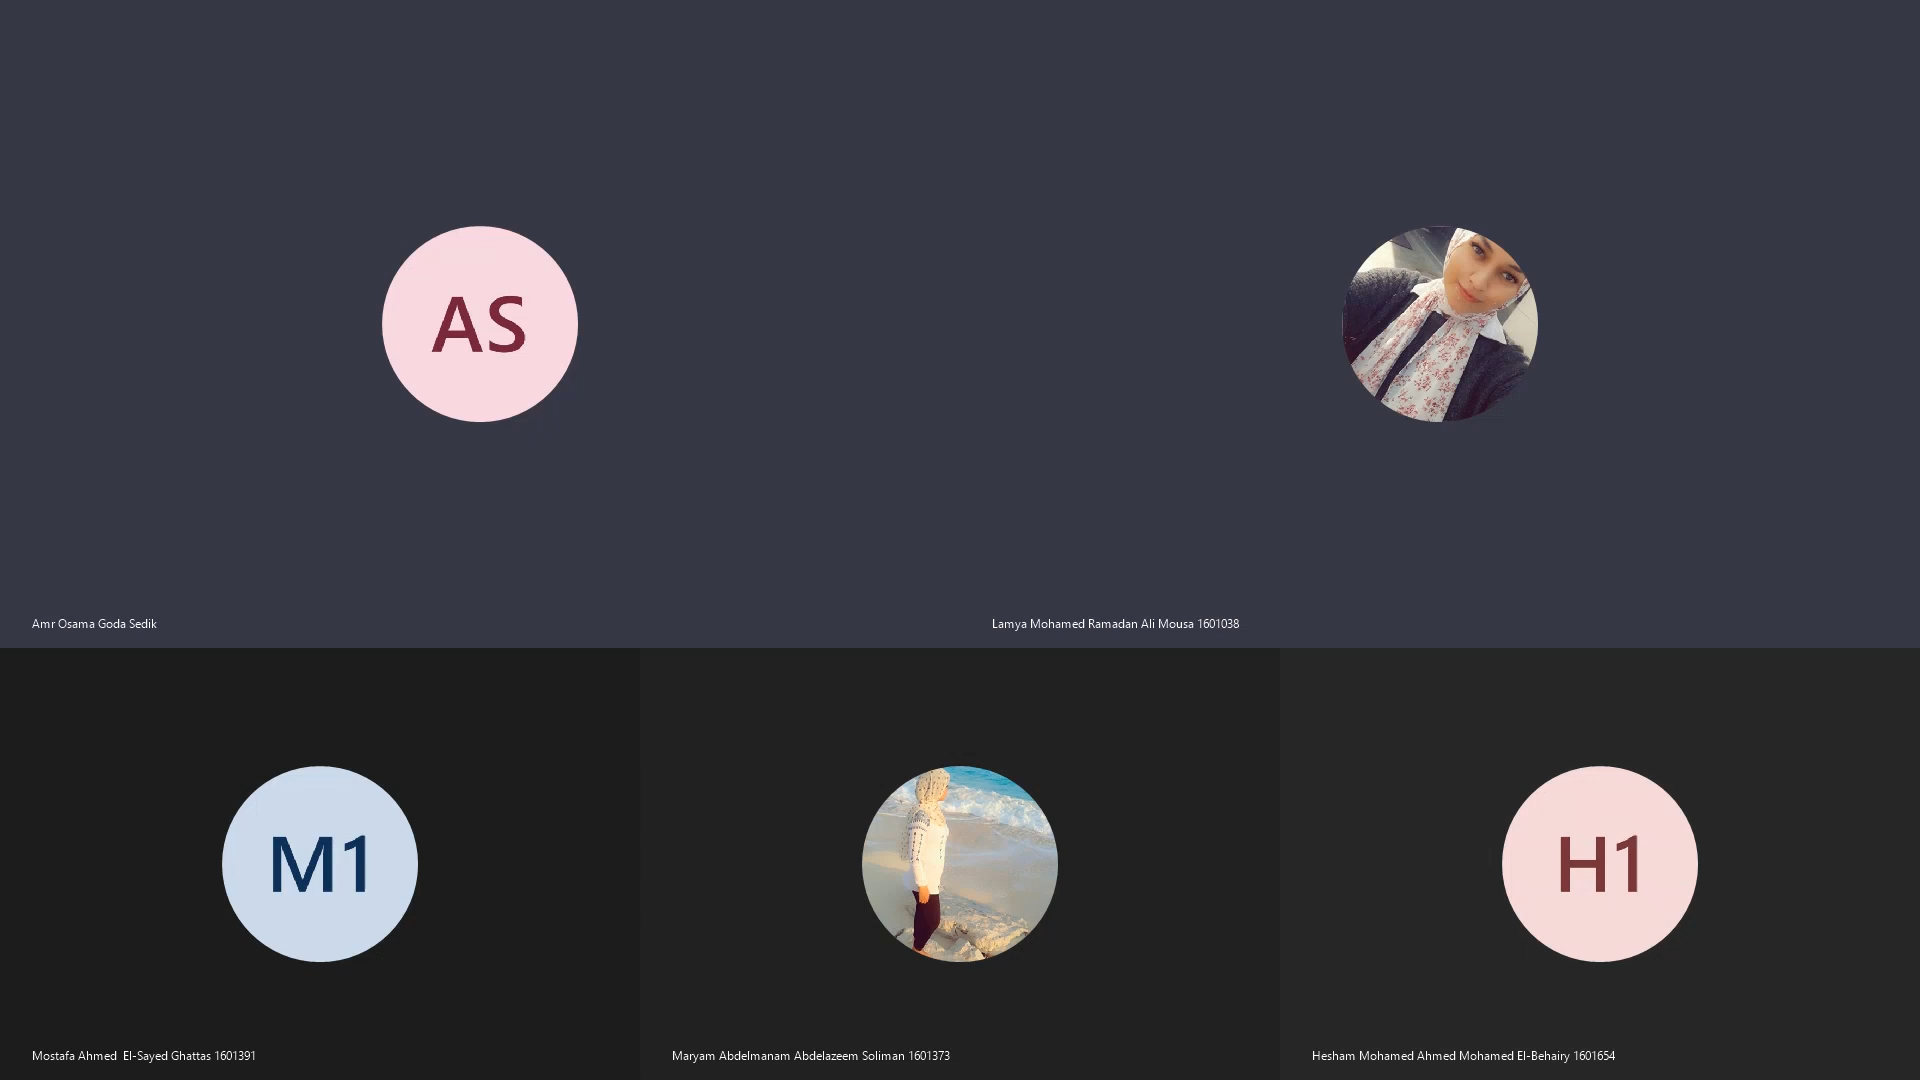 AS
Amr Osama Goda Sedik
Lamya Mohamed Ramadan Ali Mousa 1601038
M1
H1
Mostafa Ahmed  El-Sayed Ghattas 1601391
Maryam Abdelmanam Abdelazeem Soliman 1601373
Hesham Mohamed Ahmed Mohamed El-Behairy 1601654